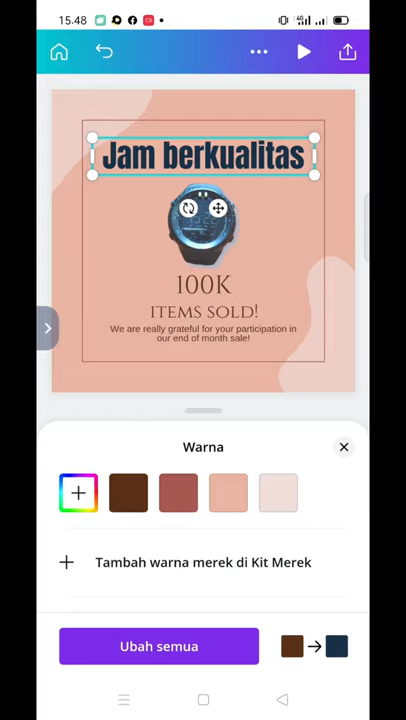 15.48
Jam berkualitas
100K
ITEMS SOLD!
We are really grateful for your participation in
our end of month sale!
Warna
Tambah warna merek di Kit Merek
Ubah semua